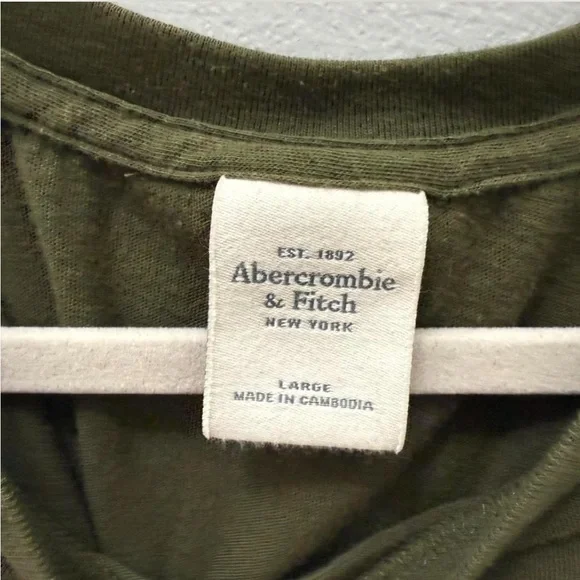 EST. 1892
Abercrombie
& Fitch
NEW YORK
LARGE
MADE IN CAMBODIA